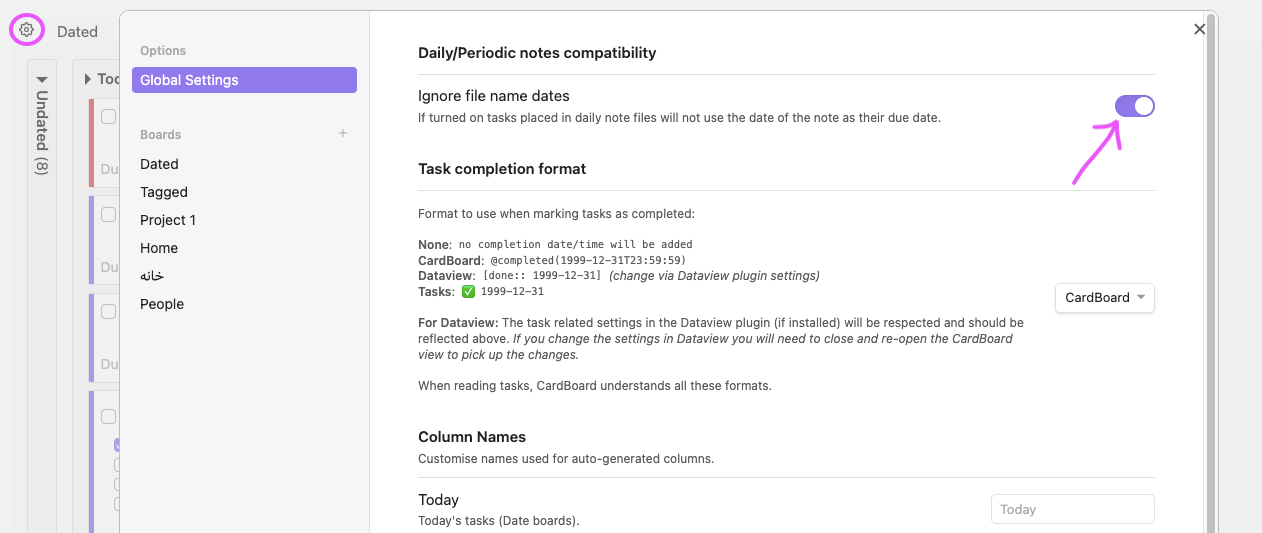 Dated
Undated (8)
Too
Du
Du
Du
Options
Global Settings
Boards
+
Dated
Tagged
Project 1
Home
خانه
People
Daily/Periodic notes compatibility
Ignore file name dates
If turned on tasks placed in daily note files will not use the date of the note as their due date.
Task completion format
Format to use when marking tasks as completed:
None: no completion date/time will be added
CardBoard: @completed(1999-12-31T23:59:59)
Dataview: [done:: 1999-12-31] (change via Dataview plugin settings)
Tasks: ✅ 1999-12-31
CardBoard
For Dataview: The task related settings in the Dataview plugin (if installed) will be respected and should be
reflected above. If you change the settings in Dataview you will need to close and re-open the CardBoard
view to pick up the changes.
When reading tasks, CardBoard understands all these formats.
Column Names
Customise names used for auto-generated columns.
Today
Today's tasks (Date boards).
Today